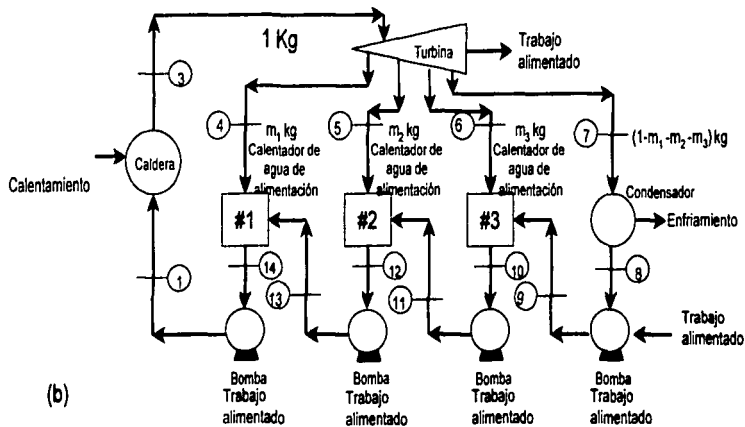 1 Kg
Turbina
Trabajo
alimentado
3
4
m1 kg
Calentador de
agua de
alimentación
5
m2 kg
Calentador de
agua de
alimentación
6
m3 kg
Calentador de
agua de
alimentación
7
(1-m1 -m2 -m3) kg
Calentamiento
Caldera
Condensador
Enfriamiento
#1
#2
#3
1
14
13
12
11
10
9
8
Trabajo
alimentado
(b)
Bomba
Trabajo
alimentado
Bomba
Trabajo
alimentado
Bomba
Trabajo
alimentado
Bomba
Trabajo
alimentado